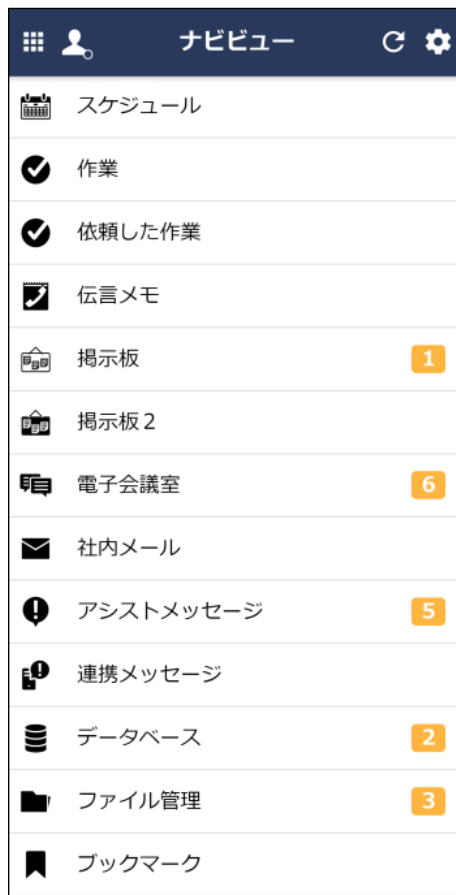 ナビビュー
スケジュール
作業
依頼した作業
伝言メモ
掲示板 1
掲示板２
電子会議室 6
社内メール
アシストメッセージ 5
連携メッセージ
データベース 2
ファイル管理 3
ブックマーク